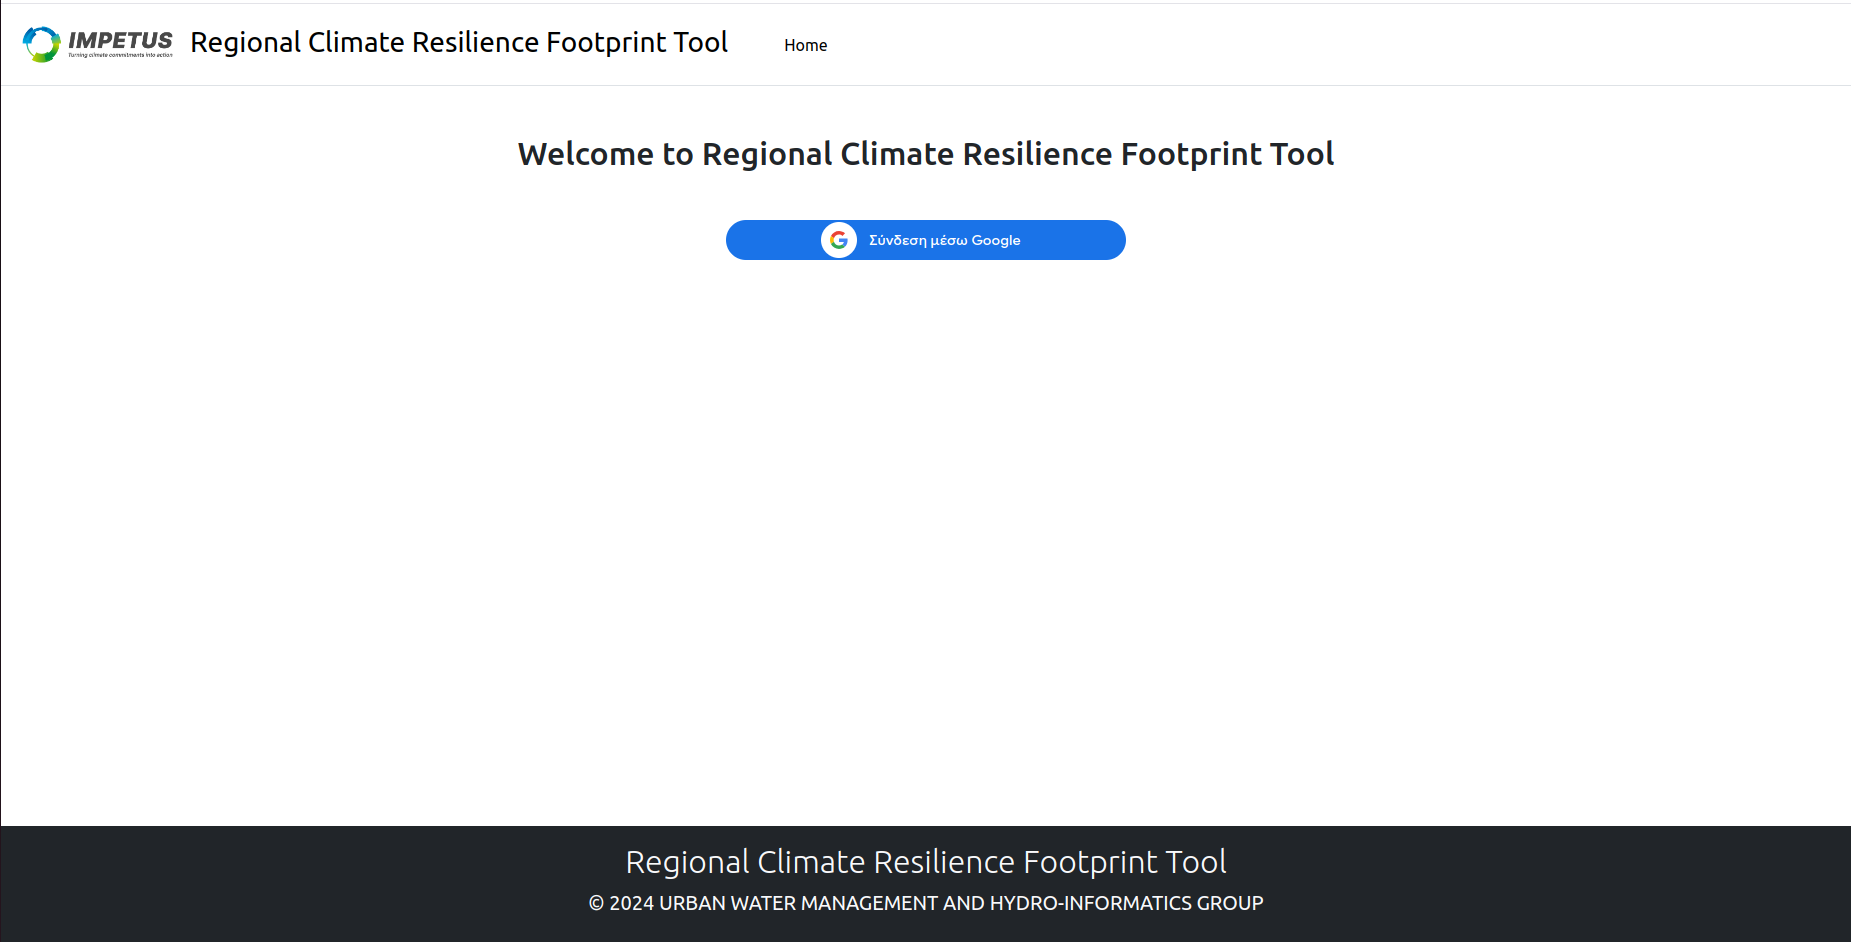 IMPETUS
Turning climate commitments into action
Regional Climate Resilience Footprint Tool
Home
Welcome to Regional Climate Resilience Footprint Tool
Σύνδεση μέσω Google
Regional Climate Resilience Footprint Tool
© 2024 URBAN WATER MANAGEMENT AND HYDRO-INFORMATICS GROUP